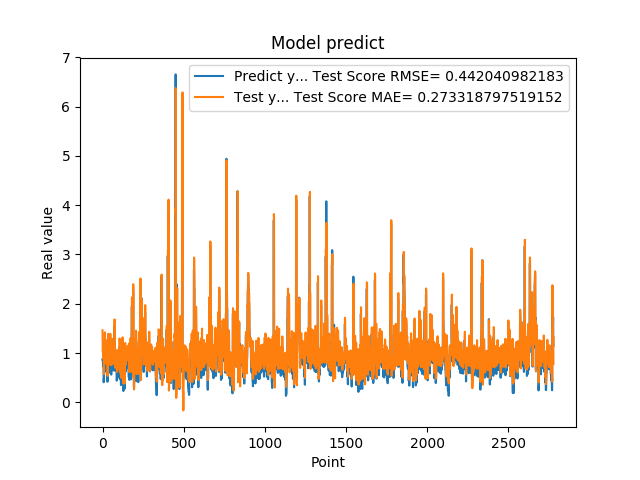 Model predict
Predict y... Test Score RMSE= 0.442040982183
Test y... Test Score MAE= 0.273318797519152
7
6
5
4
3
2
1
0
Real value
0 500 1000 1500 2000 2500
Point